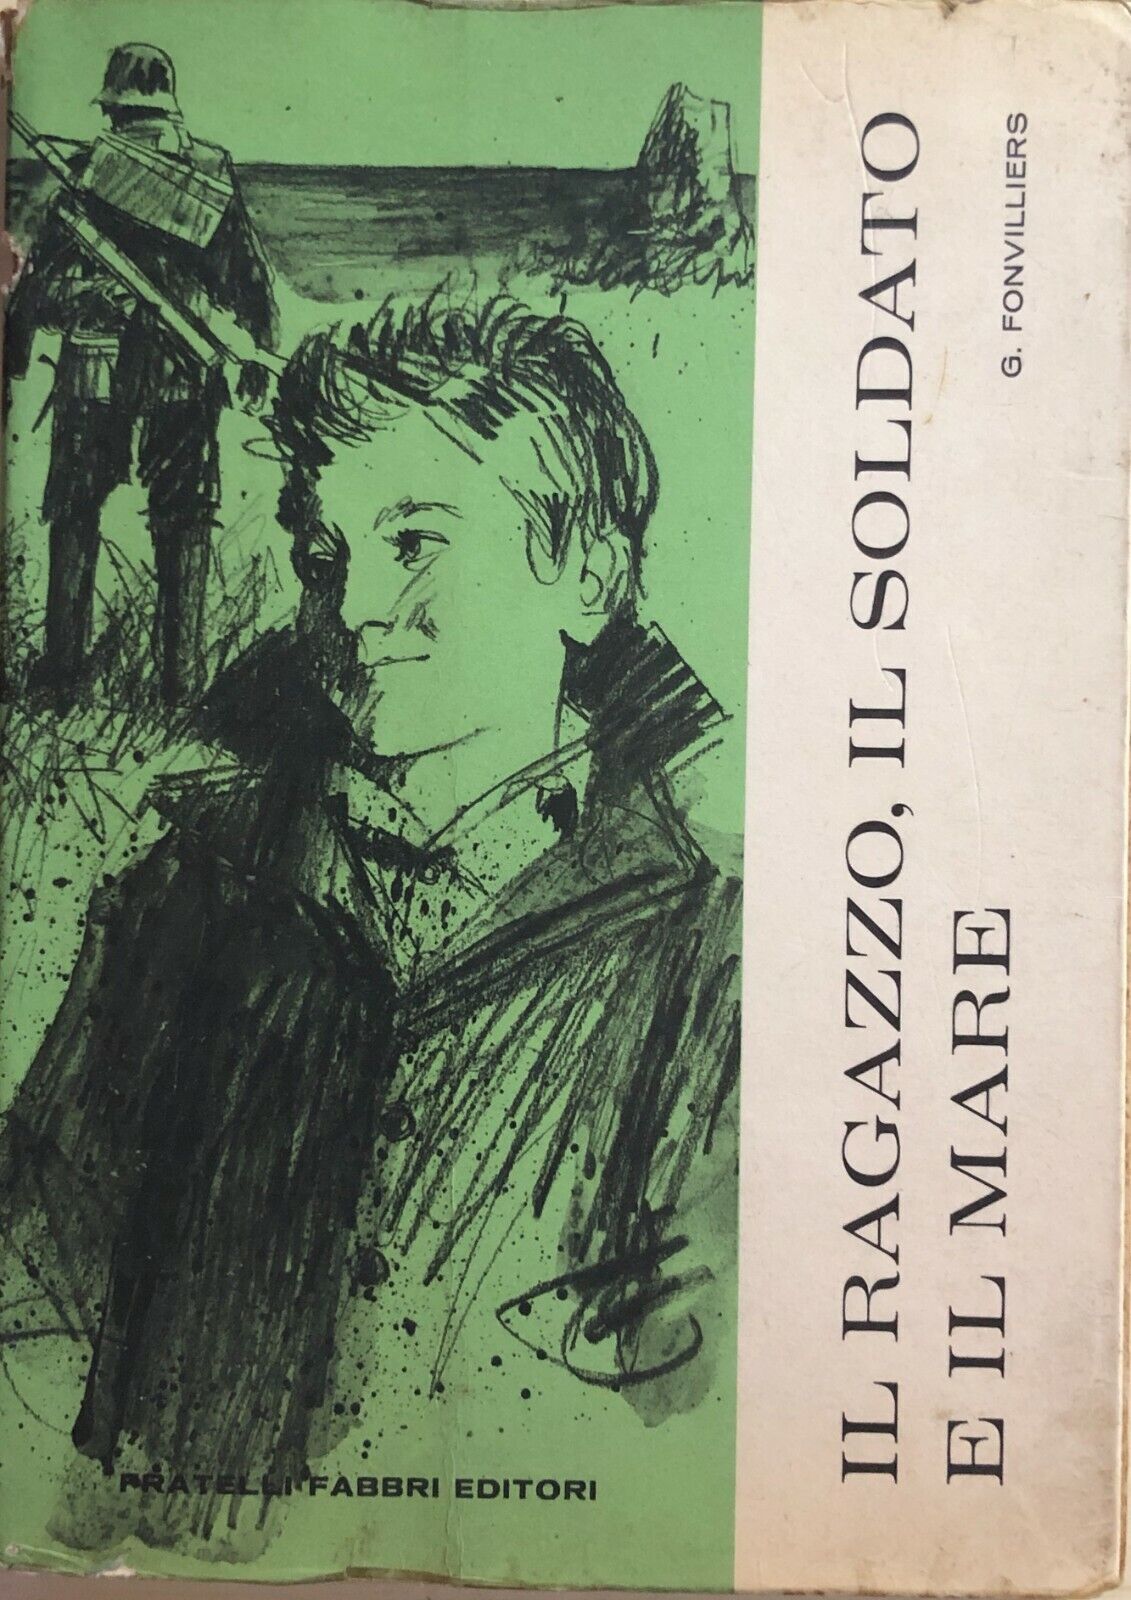 IL RAGAZZO, IL SOLDATO
E IL MARE
G. FONVILLIERS
FRATELLI FABBRI EDITORI